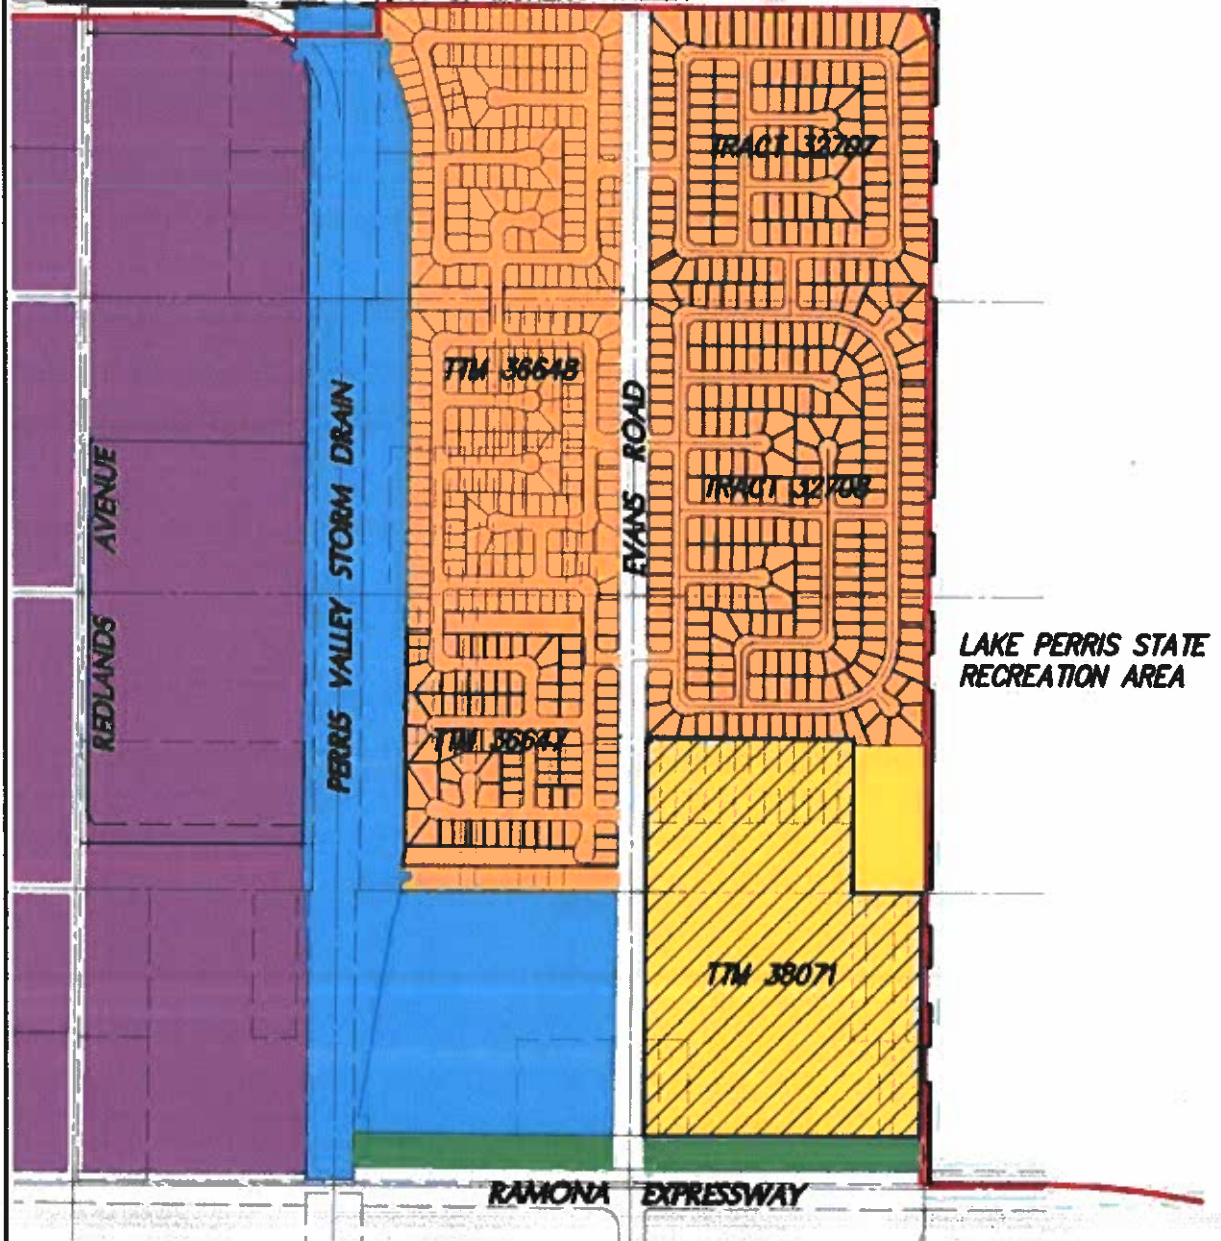 TRACT 32707
TTM 36648
PERRIS VALLEY STORM DRAIN
EVANS ROAD
REDLANDS AVENUE
TRACT 32708
LAKE PERRIS STATE
RECREATION AREA
TTM 36647
TTM 38071
RAMONA EXPRESSWAY